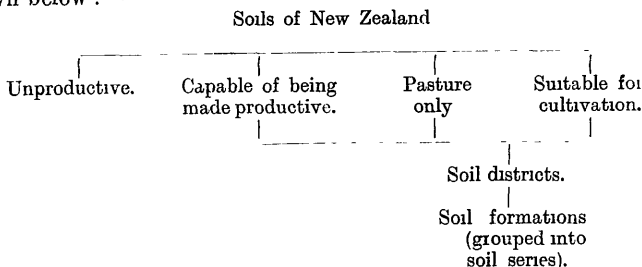 below :
Soils of New Zealand
Unproductive. Capable of being made productive. Pasture only Suitable for cultivation.
Soil districts.
Soil formations
(grouped into
soil series).